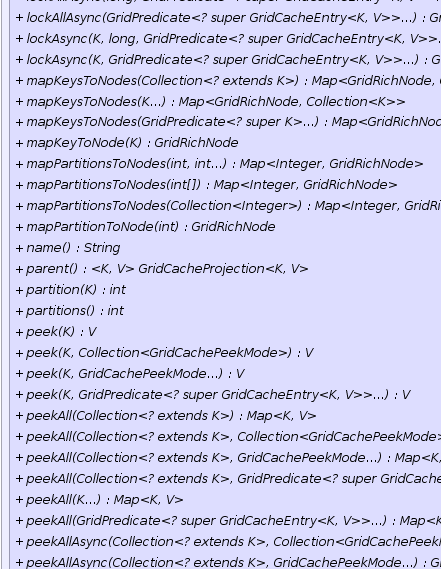 + lockAllAsync(GridPredicate<? super GridCacheEntry<K, V>>...) : Gr
+ lockAsync(K, long, GridPredicate<? super GridCacheEntry<K, V>>.
+ lockAsync(K, GridPredicate<? super GridCacheEntry<K, V>>...) : G
+ mapKeysToNodes(Collection<? extends K>) : Map<GridRichNode,
+ mapKeysToNodes(K...) : Map<GridRichNode, Collection<K>>
+ mapKeysToNodes(GridPredicate<? super K>...) : Map<GridRichNod
+ mapKeyToNode(K) : GridRichNode
+ mapPartitionsToNodes(int, int...) : Map<Integer, GridRichNode>
+ mapPartitionsToNodes(int[]) : Map<Integer, GridRichNode>
+ mapPartitionsToNodes(Collection<Integer>) : Map<Integer, GridRi
+ mapPartitionToNode(int) : GridRichNode
+ name() : String
+ parent() : <K, V> GridCacheProjection<K, V>
+ partition(K) : int
+ partitions() : int
+ peek(K) : V
+ peek(K, Collection<GridCachePeekMode>) : V
+ peek(K, GridCachePeekMode...) : V
+ peek(K, GridPredicate<? super GridCacheEntry<K, V>>...) : V
+ peekAll(Collection<? extends K>) : Map<K, V>
+ peekAll(Collection<? extends K>, Collection<GridCachePeekMode>
+ peekAll(Collection<? extends K>, GridCachePeekMode...) : Map<K,
+ peekAll(Collection<? extends K>, GridPredicate<? super GridCache
+ peekAll(K...) : Map<K, V>
+ peekAll(GridPredicate<? super GridCacheEntry<K, V>>...) : Map<K
+ peekAllAsync(Collection<? extends K>, Collection<GridCachePeekI
+ peekAllAsync(Collection<? extends K>, GridCachePeekMode...) : G